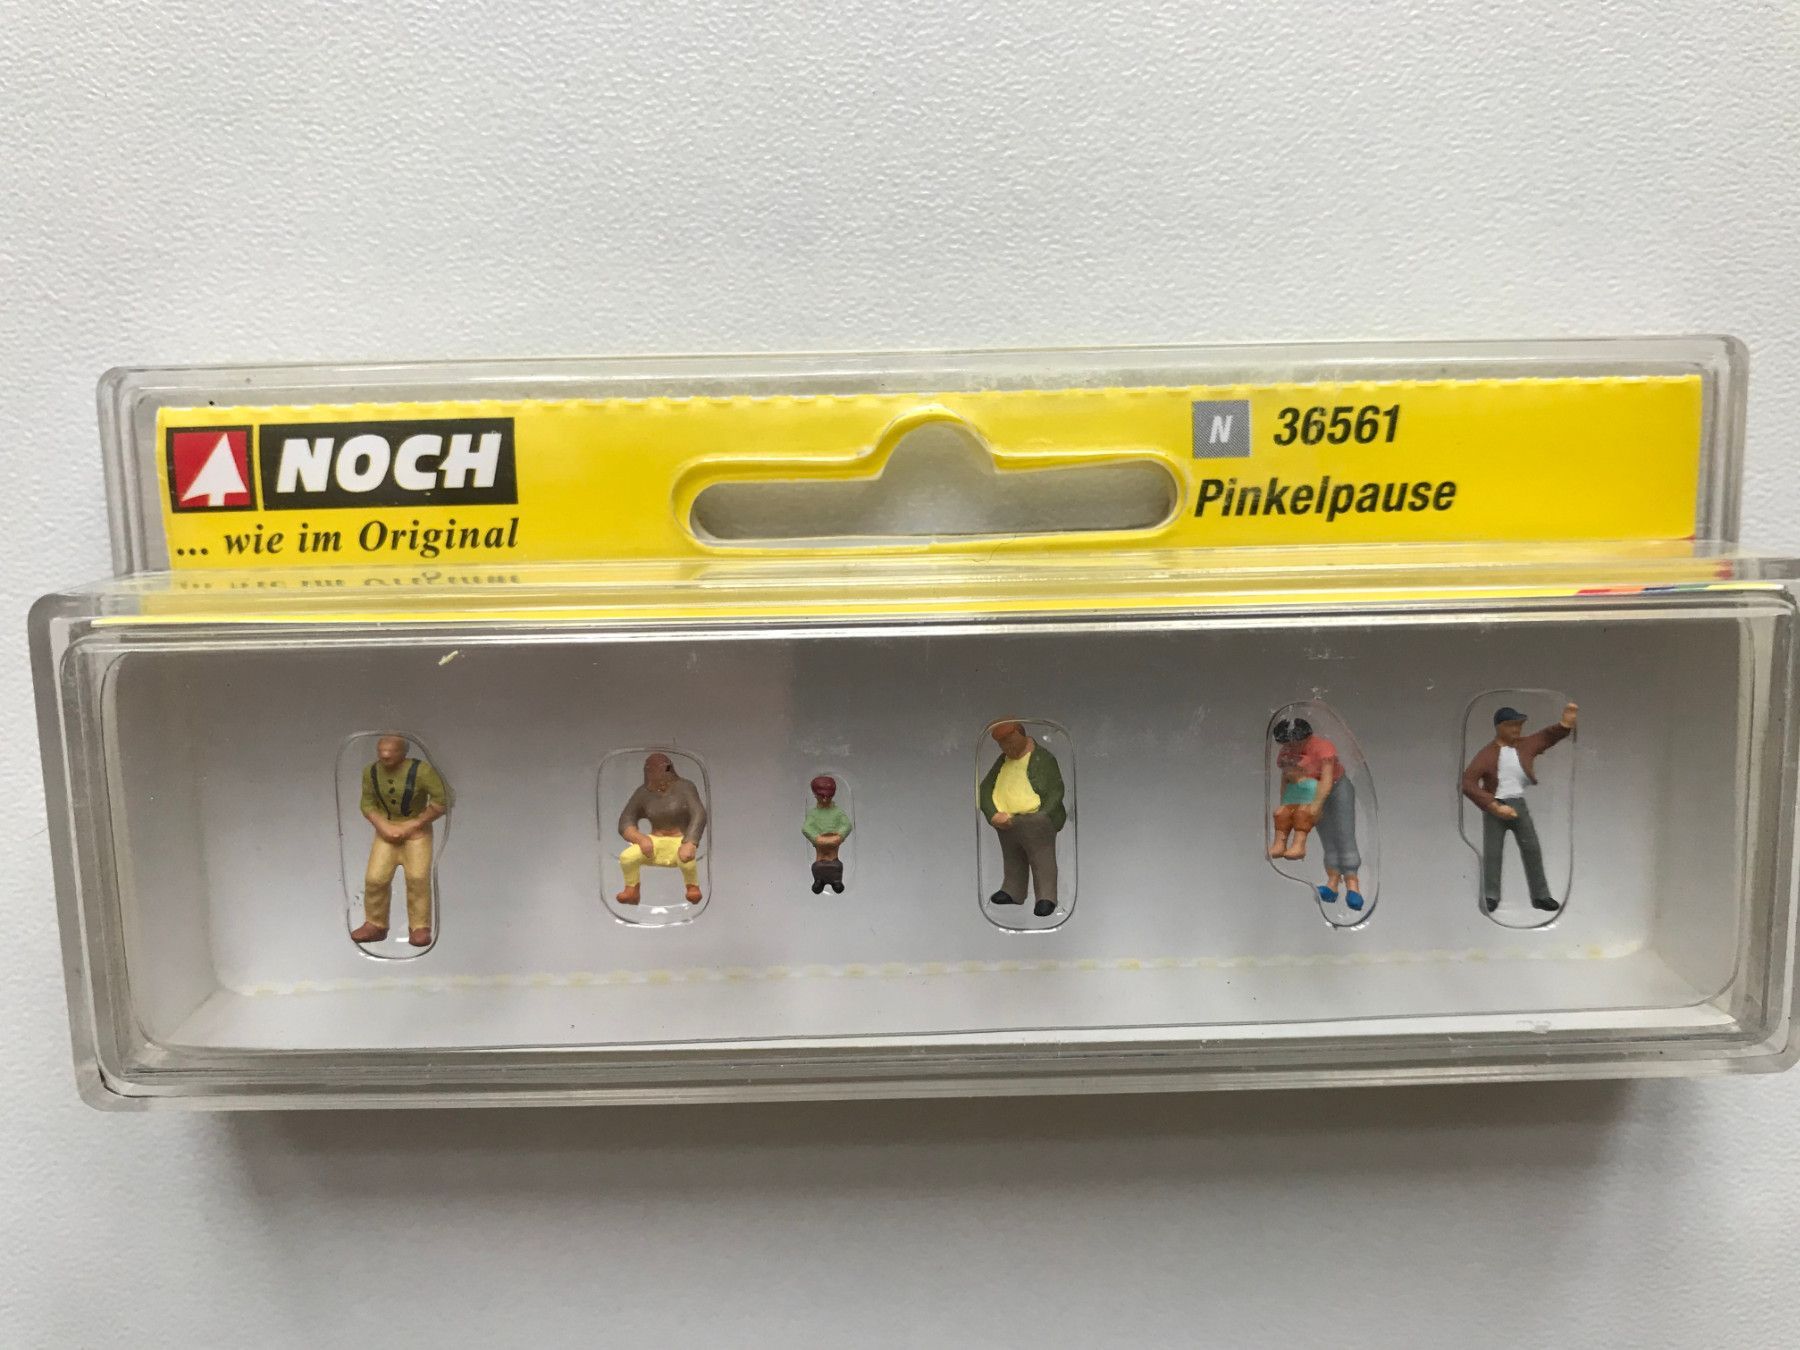 NOCH
... wie im Original
N 36561
Pinkelpause